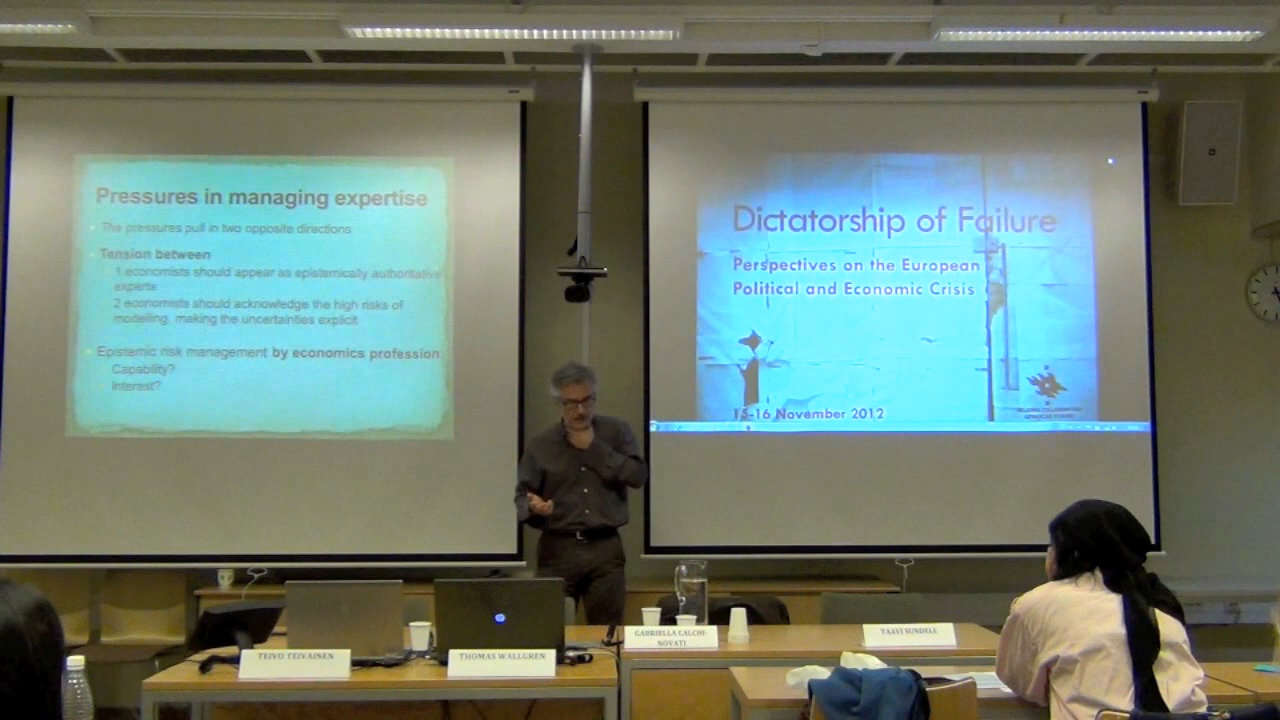 Pressures in managing expertise
The pressures pull in two opposite directions
Tension between
1 economists should appear as epistemically authoritative
experts
2 economists should acknowledge the high risks of
modelling, making the uncertainties explicit
Epistemic risk management by economics profession
Capability?
Interest?
Dictatorship of Failure
Perspectives on the European
Political and Economic Crisis
15-16 November 2012
TEIVO TEIVAINEN
THOMAS WALLGREN
GABRIELLA CALCHI-
NOVATI
TAAVI SUNDELL